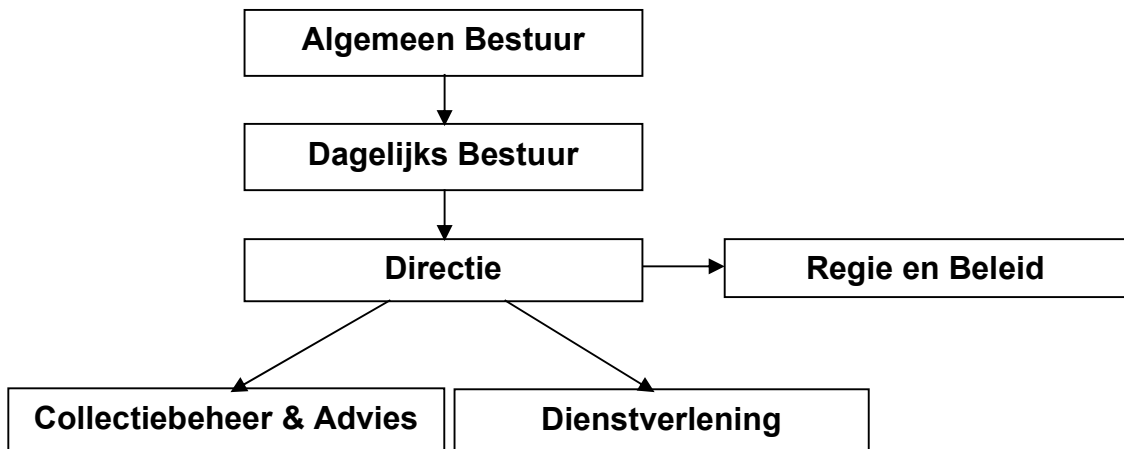 Algemeen Bestuur
Dagelijks Bestuur
Directie
Regie en Beleid
Collectiebeheer & Advies
Dienstverlening